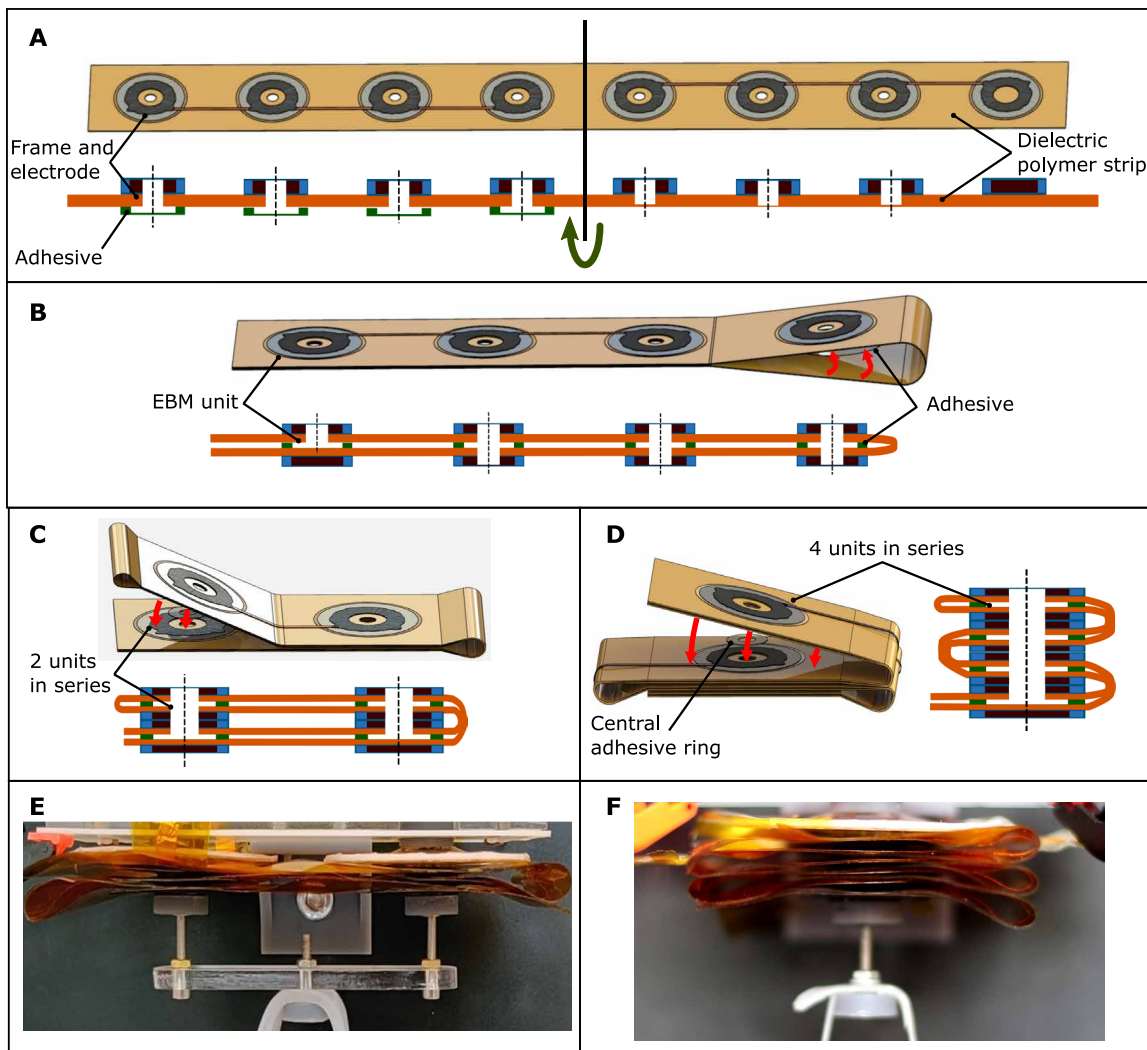 A
Frame and
electrode
Dielectric
polymer strip
Adhesive
B
EBM unit
Adhesive
C
2 units
in series
D
4 units in series
Central
adhesive ring
E
F